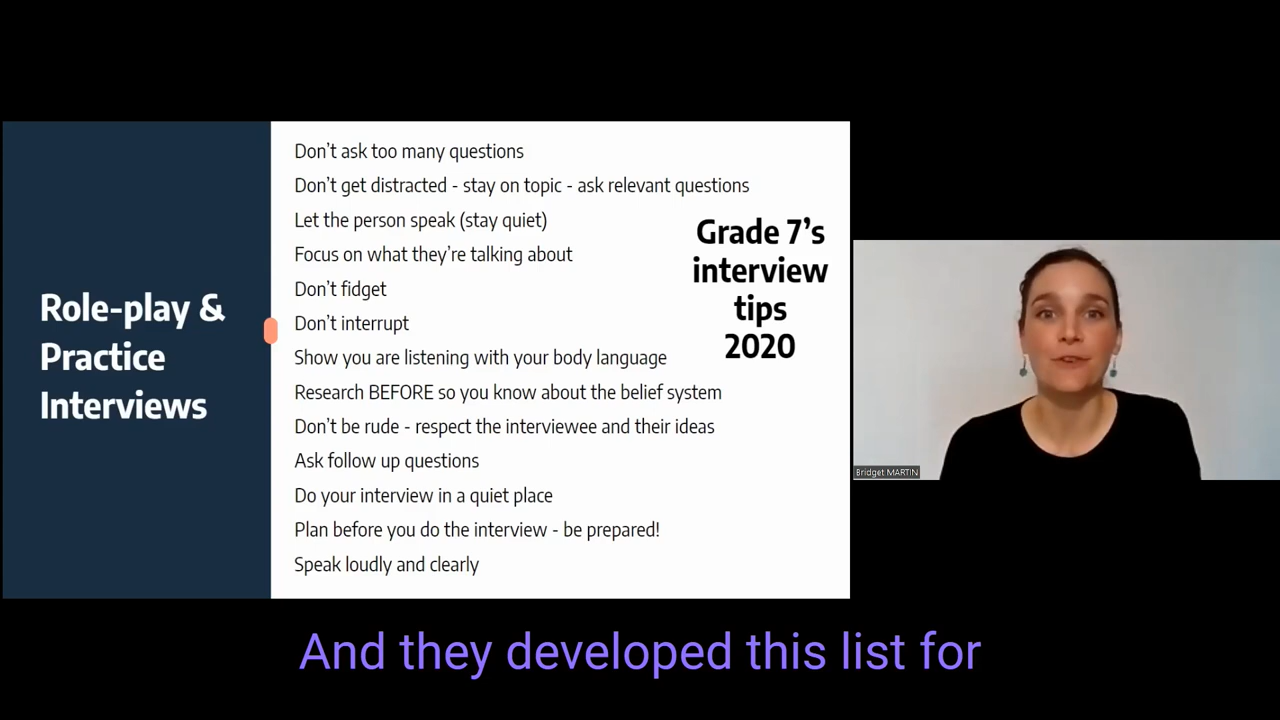 Role-play &
Practice
Interviews
Don't ask too many questions
Don't get distracted - stay on topic - ask relevant questions
Let the person speak (stay quiet)
Focus on what they're talking about
Don't fidget
Don't interrupt
Show you are listening with your body language
Research BEFORE so you know about the belief system
Don't be rude - respect the interviewee and their ideas
Ask follow up questions
Do your interview in a quiet place
Plan before you do the interview - be prepared!
Speak loudly and clearly
Grade 7's
interview
tips
2020
Bridget MARTIN
And they developed this list for